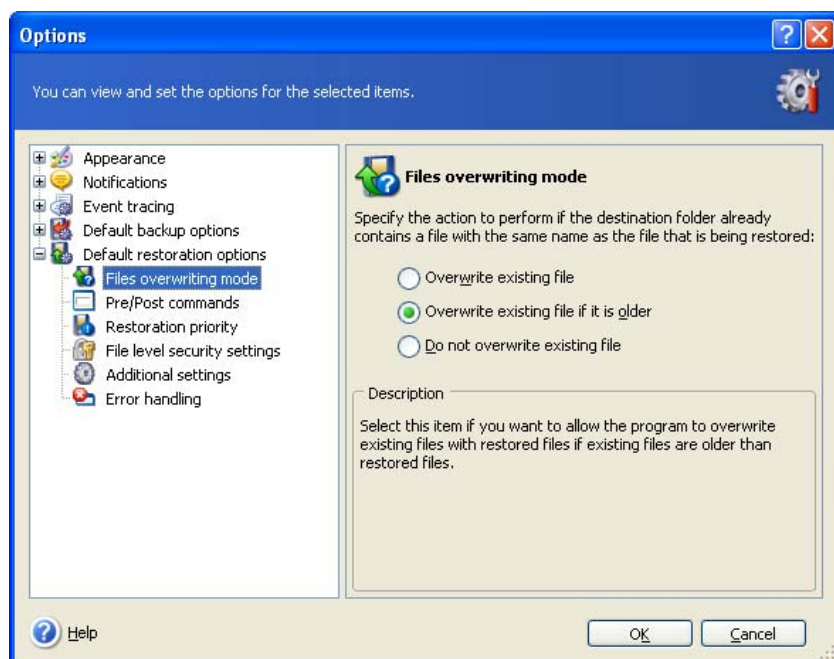 Options
You can view and set the options for the selected items.
Appearance
Notifications
Event tracing
Default backup options
Default restoration options
Files overwriting mode
Pre/Post commands
Restoration priority
File level security settings
Additional settings
Error handling
Files overwriting mode
Specify the action to perform if the destination folder already
contains a file with the same name as the file that is being restored:
Overwrite existing file
Overwrite existing file if it is older
Do not overwrite existing file
Description
Select this item if you want to allow the program to overwrite
existing files with restored files if existing files are older than
restored files.
Help
OK
Cancel